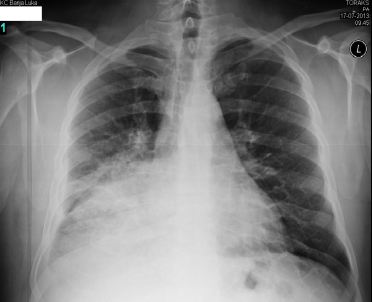 KC Banja Luka
TORAKS
PA
17-07-2013
09:45
1
L